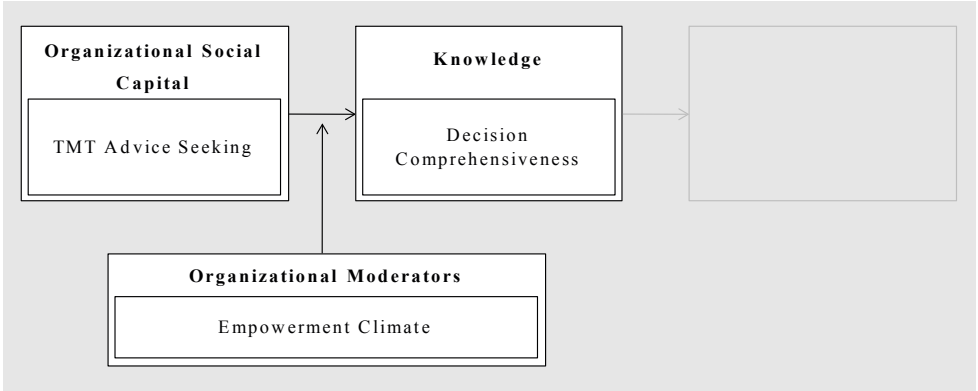 Organizational Social
Capital
TMT Advice Seeking
Knowledge
Decision
Comprehensiveness
Organizational Moderators
Empowerment Climate